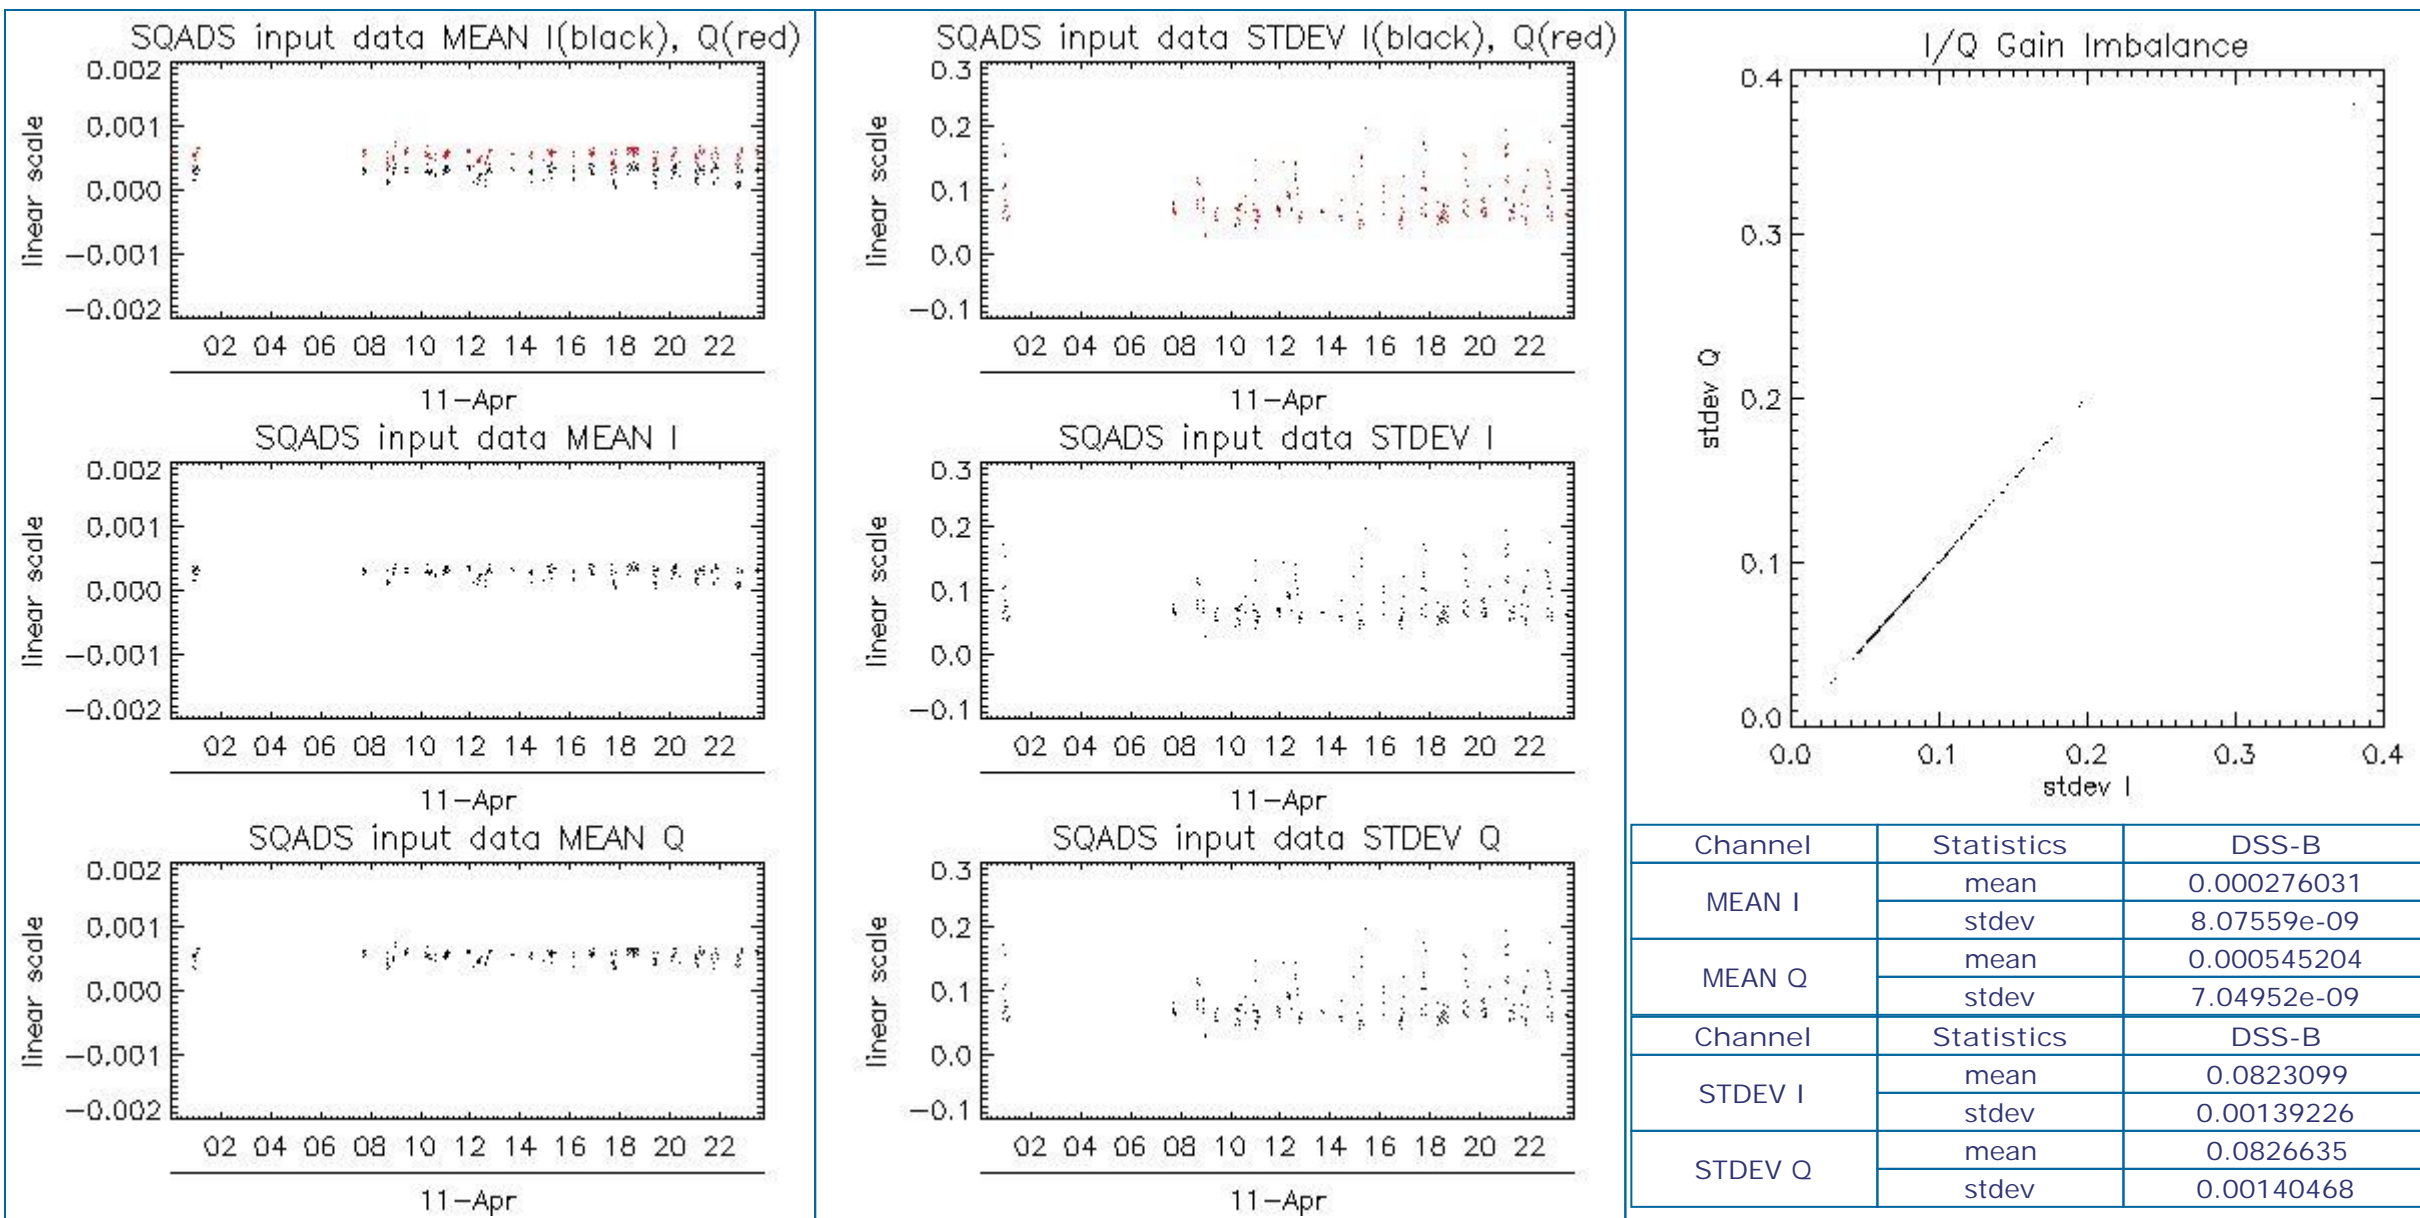 SQADS input data MEAN I(black), Q(red)
linear scale
0.002
0.001
0.000
−0.001
−0.002
02 04 06 08 10 12 14 16 18 20 22
11−Apr
SQADS input data MEAN I
linear scale
0.002
0.001
0.000
−0.001
−0.002
02 04 06 08 10 12 14 16 18 20 22
11−Apr
SQADS input data MEAN Q
linear scale
0.002
0.001
0.000
−0.001
−0.002
02 04 06 08 10 12 14 16 18 20 22
11−Apr
SQADS input data STDEV I(black), Q(red)
linear scale
0.3
0.2
0.1
0.0
−0.1
02 04 06 08 10 12 14 16 18 20 22
11−Apr
SQADS input data STDEV I
linear scale
0.3
0.2
0.1
0.0
−0.1
02 04 06 08 10 12 14 16 18 20 22
11−Apr
SQADS input data STDEV Q
linear scale
0.3
0.2
0.1
0.0
−0.1
02 04 06 08 10 12 14 16 18 20 22
11−Apr
I/Q Gain Imbalance
stdev Q
0.4
0.3
0.2
0.1
0.0
0.0 0.1 0.2 0.3 0.4
stdev I
Channel Statistics DSS-B
MEAN I mean 0.000276031
stdev 8.07559e-09
MEAN Q mean 0.000545204
stdev 7.04952e-09
Channel Statistics DSS-B
STDEV I mean 0.0823099
stdev 0.00139226
STDEV Q mean 0.0826635
stdev 0.00140468